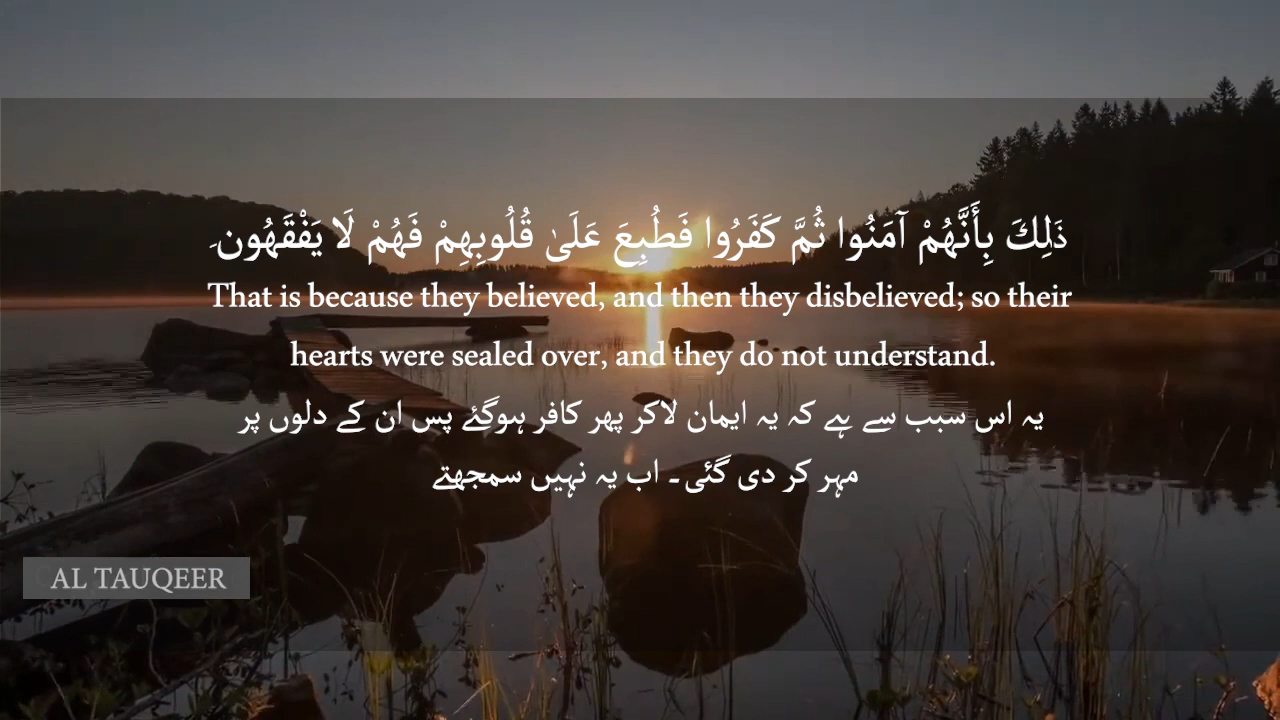 ذَلِكَ بِأَنَّهُمْ آمَنُوا ثُمَّ كَفَرُوا فَطُبِعَ عَلَىٰ قُلُوبِهِمْ فَهُمْ لَا يَفْقَهُونَ
That is because they believed, and then they disbelieved; so their
hearts were sealed over, and they do not understand.
یہ اس سبب سے ہے کہ یہ ایمان لاکر پھر کافر ہوگئے پس ان کے دلوں پر
مہر کر دی گئی۔ اب یہ نہیں سمجھتے
AL TAUQEER